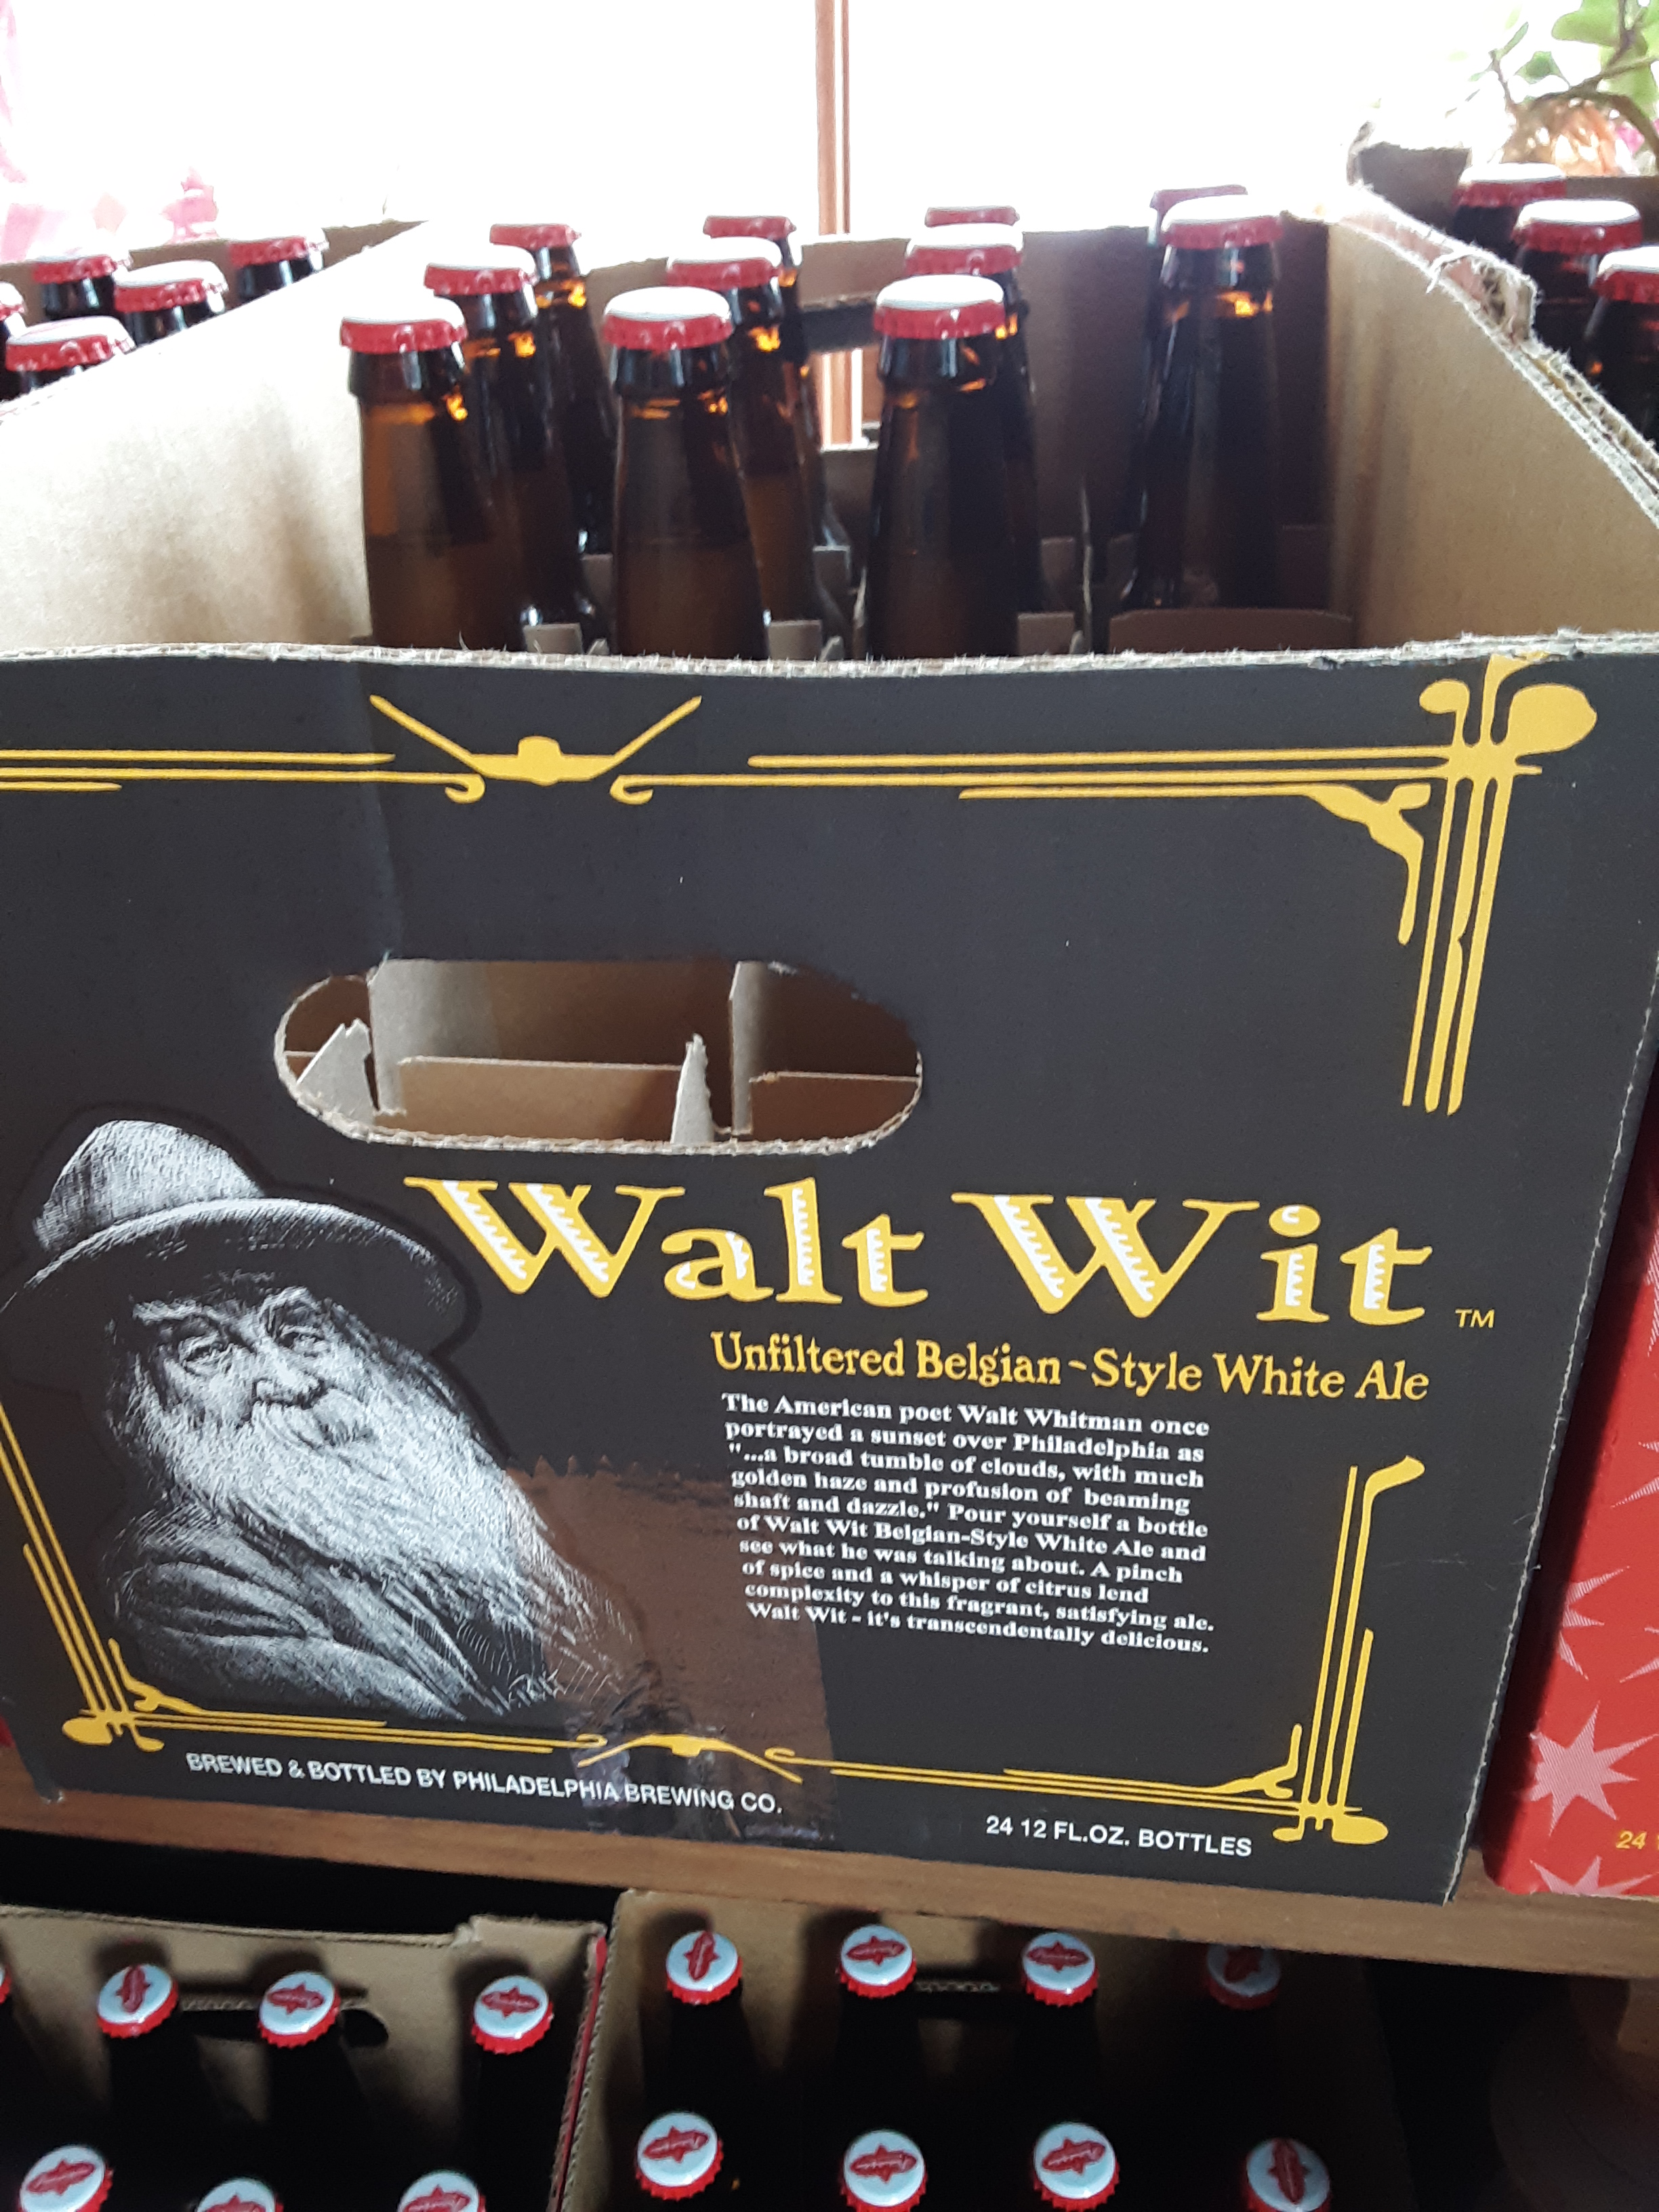 Walt Wit ™
Unfiltered Belgian-Style White Ale
The American poet Walt Whitman once
portrayed a sunset over Philadelphia as
"...a broad tumble of clouds, with much
golden haze and profusion of beaming
shaft and dazzle." Pour yourself a bottle
of Walt Wit Belgian-Style White Ale and
see what he was talking about. A pinch
of spice and a whisper of citrus lend
complexity to this fragrant, satisfying ale.
Walt Wit - it's transcendentally delicious.
BREWED & BOTTLED BY PHILADELPHIA BREWING CO.
24 12 FL.OZ. BOTTLES
24